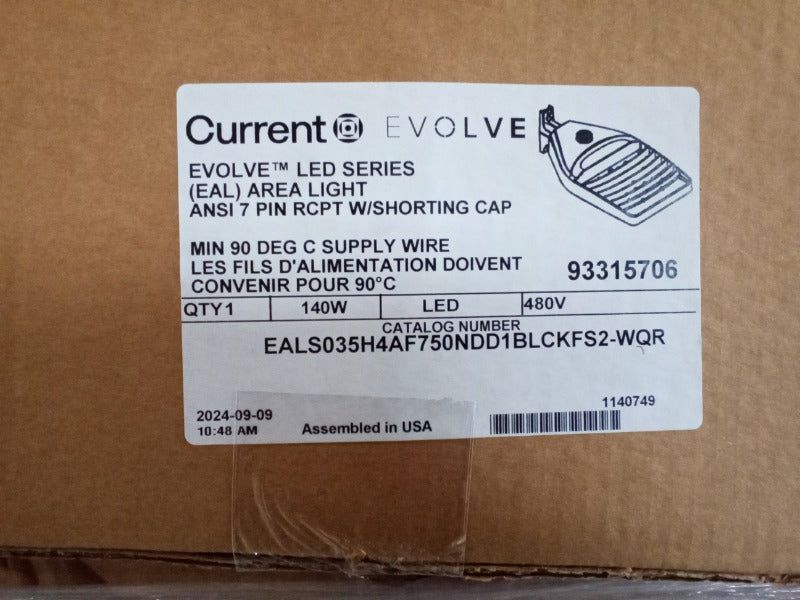 Current EVOLVE
EVOLVE™ LED SERIES
(EAL) AREA LIGHT
ANSI 7 PIN RCPT W/SHORTING CAP
MIN 90 DEG C SUPPLY WIRE
LES FILS D'ALIMENTATION DOIVENT
CONVENIR POUR 90°C
93315706
QTY 1 140W LED 480V
CATALOG NUMBER
EALS035H4AF750NDD1BLCKFS2-WQR
2024-09-09
10:48 AM
Assembled in USA
1140749